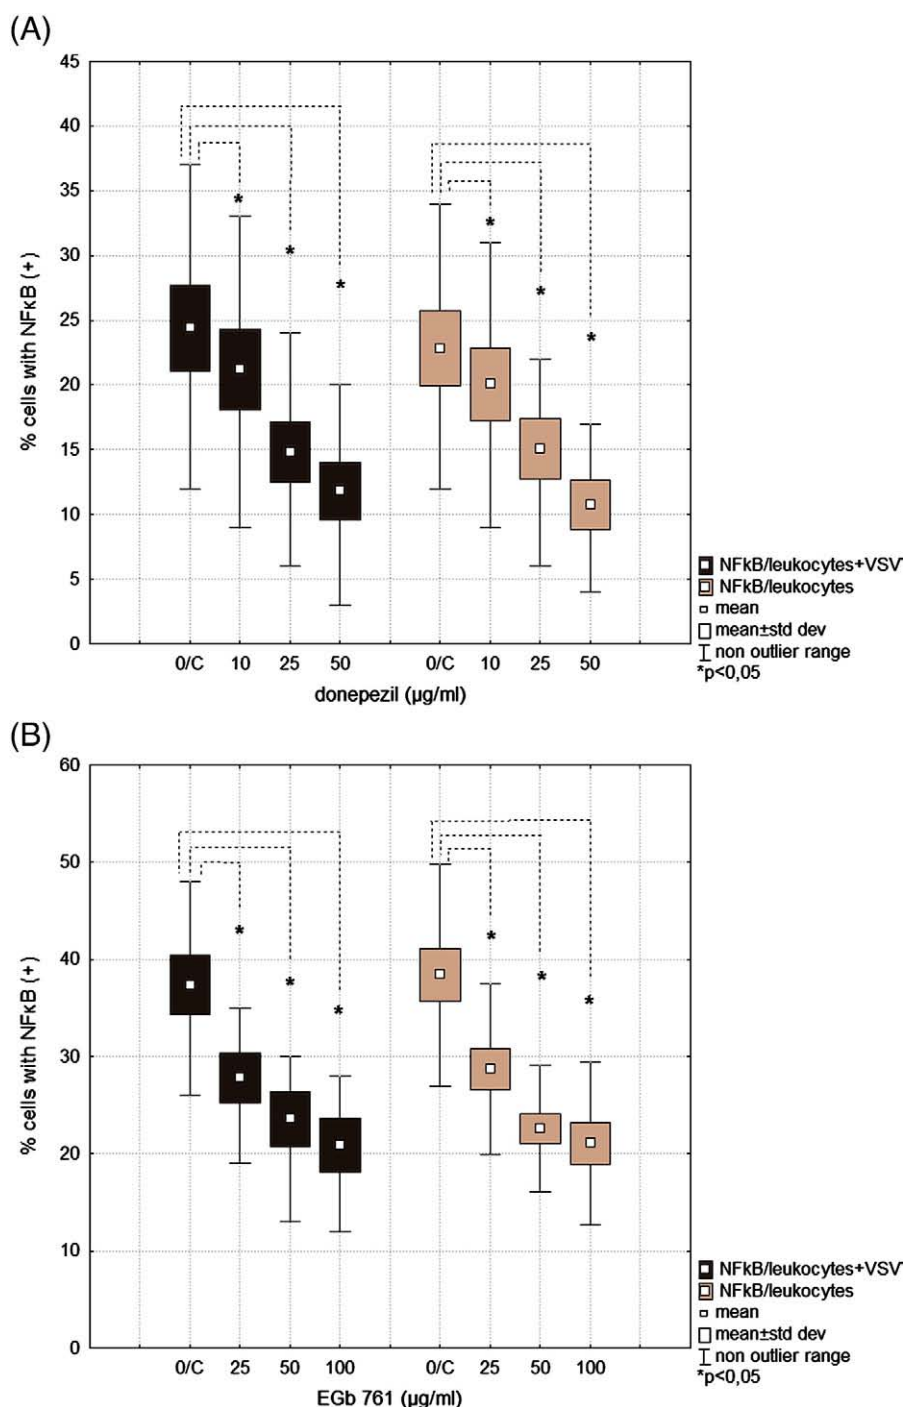 (A)
45
40
35
30
25
20
15
10
5
0
% cells with NFκB (+)
* * * * * *
0/C 10 25 50 0/C 10 25 50
donepezil (µg/ml)
NFkB/leukocytes+VSV
NFkB/leukocytes
mean
mean±std dev
non outlier range
*p<0,05
(B)
60
50
40
30
20
10
0
% cells with NFκB (+)
* * * * * *
0/C 25 50 100 0/C 25 50 100
EGb 761 (µg/ml)
NFkB/leukocytes+VSV
NFkB/leukocytes
mean
mean±std dev
non outlier range
*p<0,05